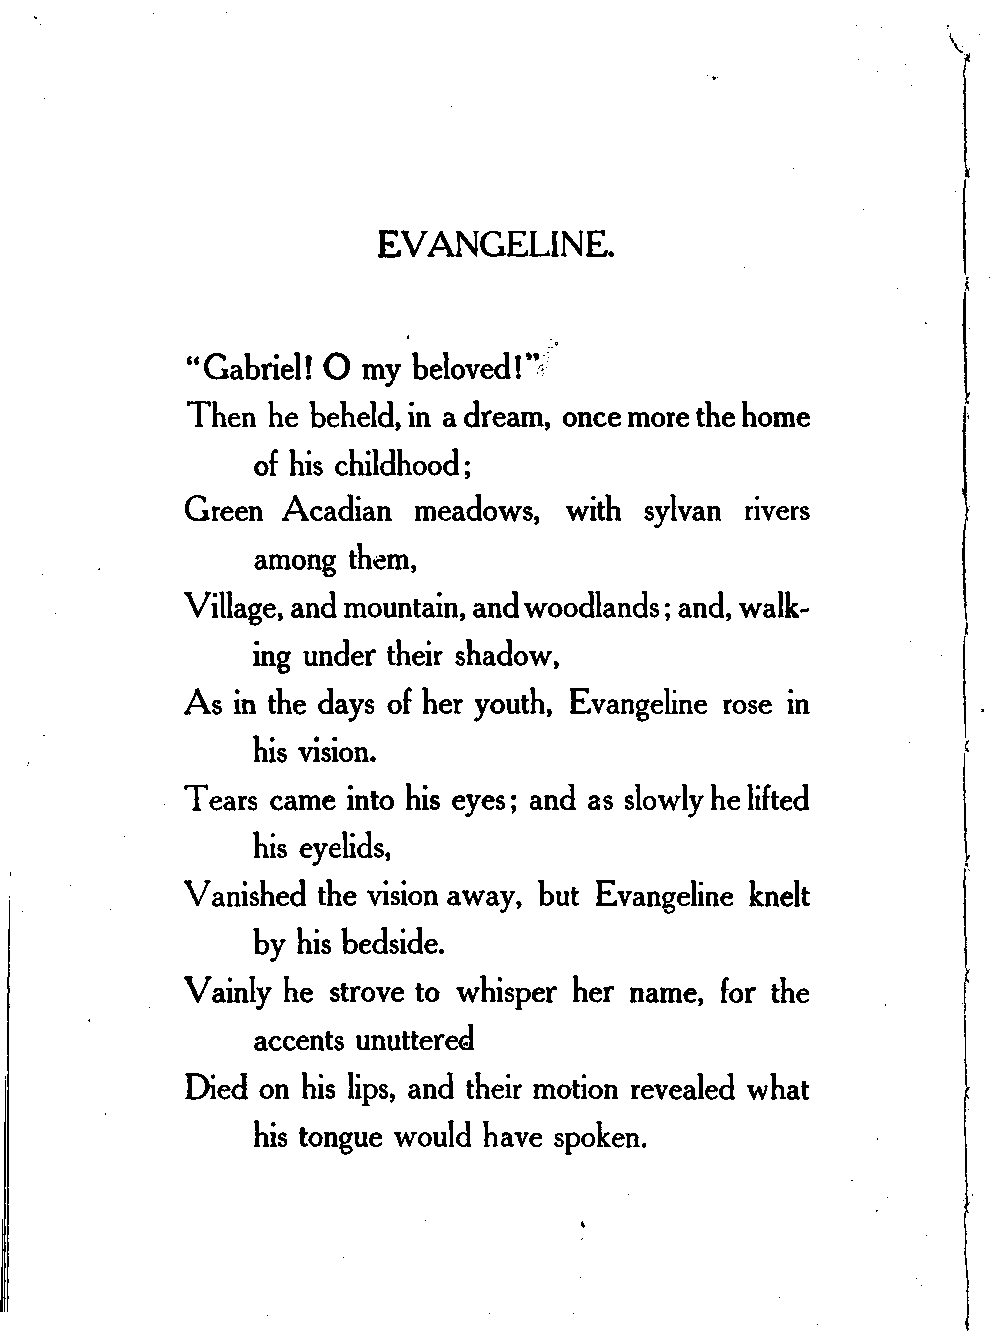 EVANGELINE.
“Gabriel! O my beloved!”
Then he beheld, in a dream, once more the home
of his childhood;
Green Acadian meadows, with sylvan rivers
among them,
Village, and mountain, and woodlands; and, walk-
ing under their shadow,
As in the days of her youth, Evangeline rose in
his vision.
Tears came into his eyes; and as slowly he lifted
his eyelids,
Vanished the vision away, but Evangeline knelt
by his bedside.
Vainly he strove to whisper her name, for the
accents unuttered
Died on his lips, and their motion revealed what
his tongue would have spoken.